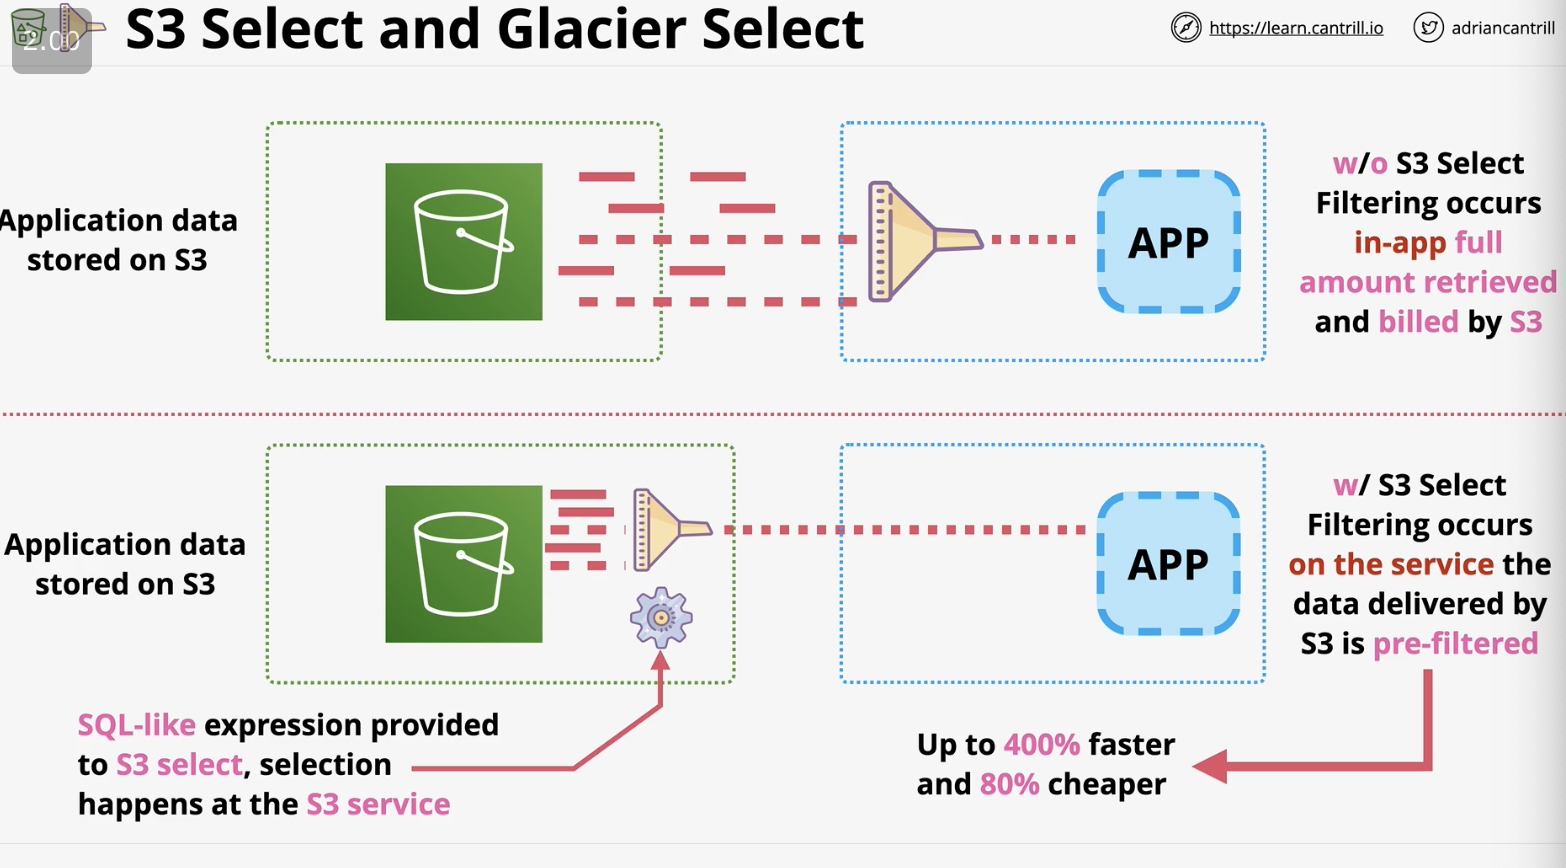 2.00
S3 Select and Glacier Select
https://learn.cantrill.io
adriancantrill
Application data
stored on S3
APP
w/o S3 Select
Filtering occurs
in-app full
amount retrieved
and billed by S3
Application data
stored on S3
APP
w/ S3 Select
Filtering occurs
on the service the
data delivered by
S3 is pre-filtered
SQL-like expression provided
to S3 select, selection
happens at the S3 service
Up to 400% faster
and 80% cheaper